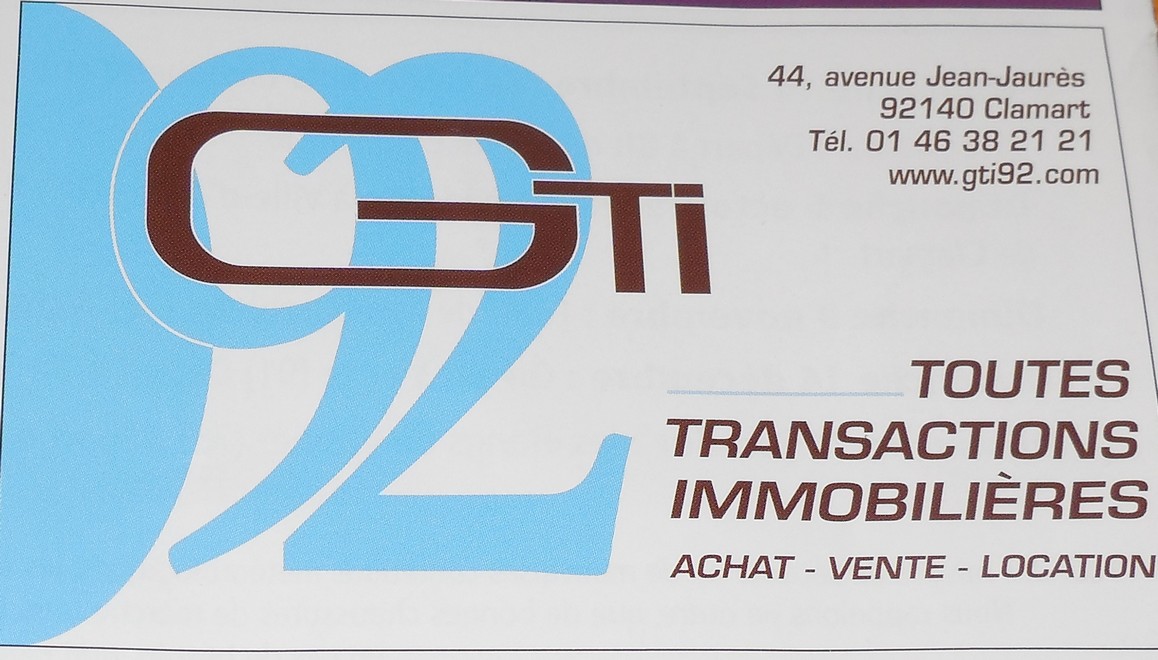 92
GTi
44, avenue Jean-Jaurès
92140 Clamart
Tél. 01 46 38 21 21
www.gti92.com
TOUTES
TRANSACTIONS
IMMOBILIÈRES
ACHAT - VENTE - LOCATION